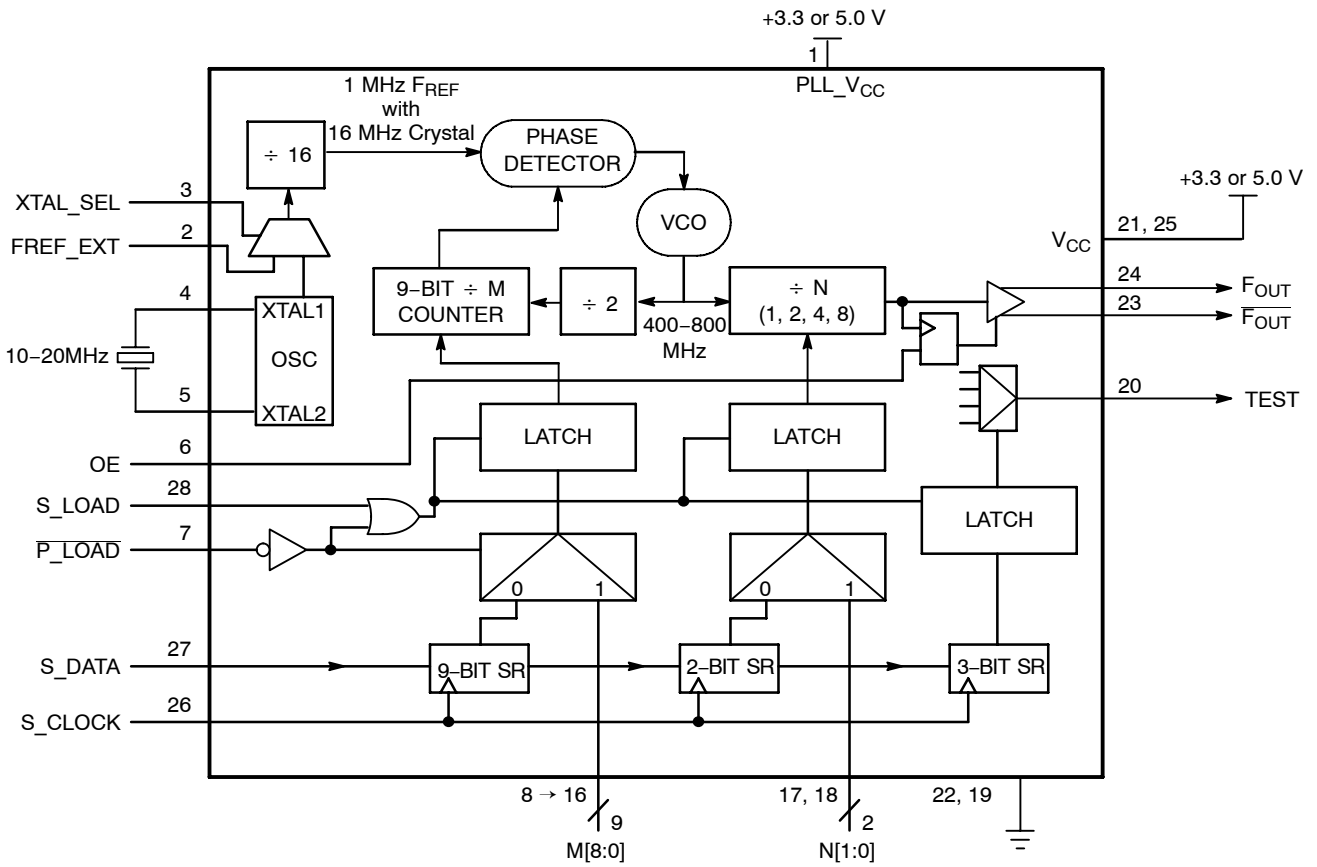 +3.3 or 5.0 V
1
PLL_VCC
1 MHz FREF
with
16 MHz Crystal
÷ 16
PHASE
DETECTOR
VCO
+3.3 or 5.0 V
21, 25
VCC
XTAL_SEL
3
FREF_EXT
2
4
XTAL1
OSC
XTAL2
10–20MHz
5
9–BIT ÷ M
COUNTER
÷ 2
400–800
MHz
÷ N
(1, 2, 4, 8)
24
FOUT
23
FOUT
20
TEST
OE
6
LATCH
LATCH
S_LOAD
28
P_LOAD
7
LATCH
0
1
0
1
S_DATA
27
9–BIT SR
2–BIT SR
3–BIT SR
S_CLOCK
26
8 → 16
9
M[8:0]
17, 18
2
N[1:0]
22, 19